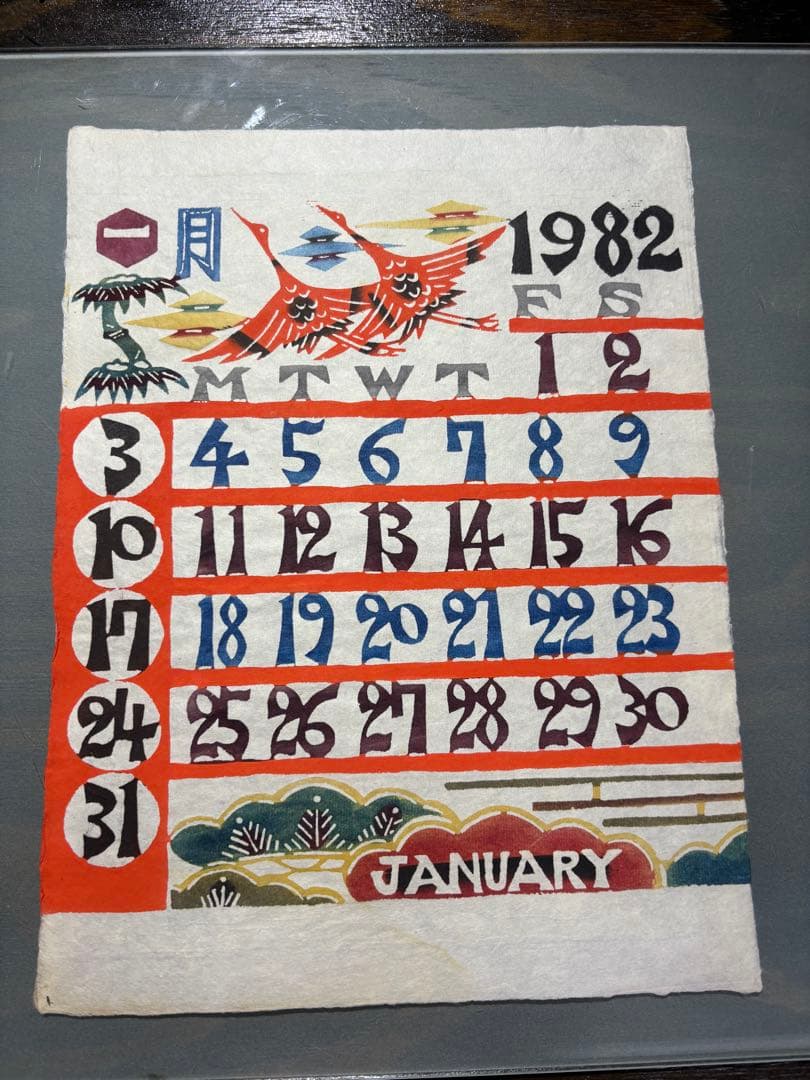 一月 1982
F S
M T W T 1 2
3 4 5 6 7 8 9
10 11 12 13 14 15 16
17 18 19 20 21 22 23
24 25 26 27 28 29 30
31
JANUARY